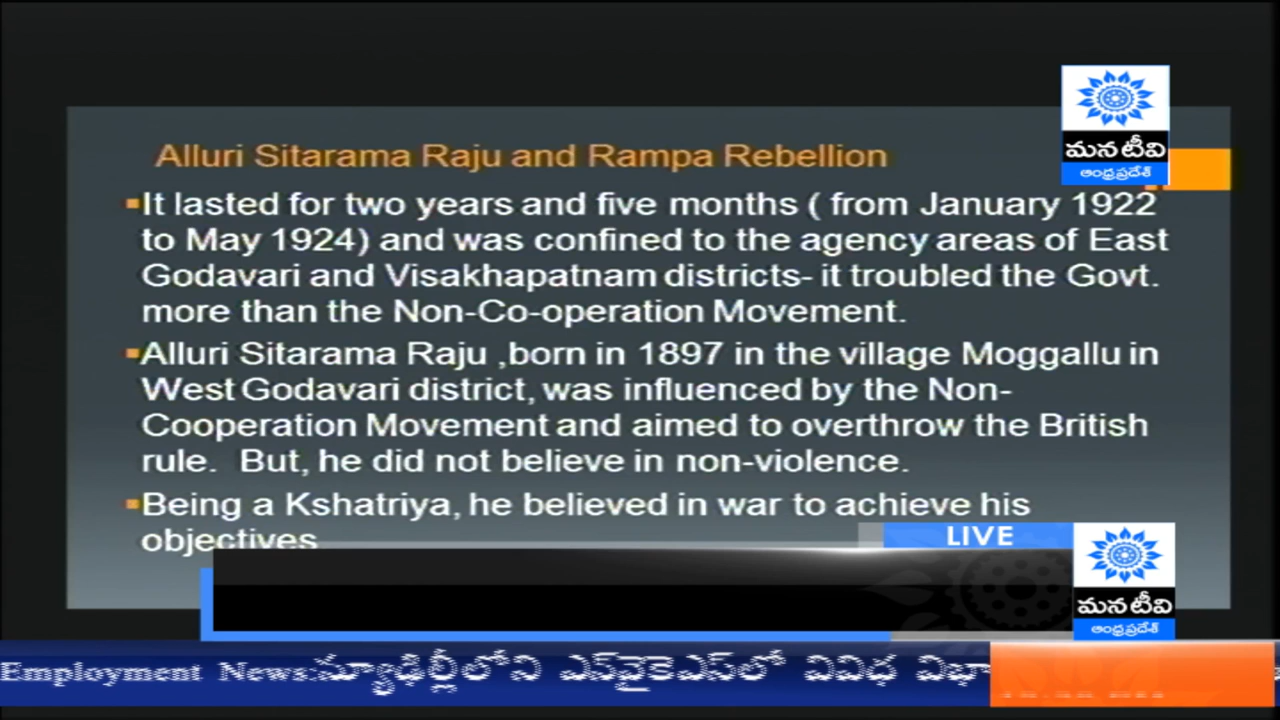 మన టీవి
ఆంధ్రప్రదేశ్
Alluri Sitarama Raju and Rampa Rebellion
▪It lasted for two years and five months ( from January 1922
to May 1924) and was confined to the agency areas of East
Godavari and Visakhapatnam districts- it troubled the Govt.
more than the Non-Co-operation Movement.
▪Alluri Sitarama Raju ,born in 1897 in the village Moggallu in
West Godavari district, was influenced by the Non-
Cooperation Movement and aimed to overthrow the British
rule. But, he did not believe in non-violence.
▪Being a Kshatriya, he believed in war to achieve his
objectives
LIVE
మన టీవి
ఆంధ్రప్రదేశ్
Employment News:న్యూఢిల్లీలోని ఎన్‌వైకెఎస్‌లో వివిధ